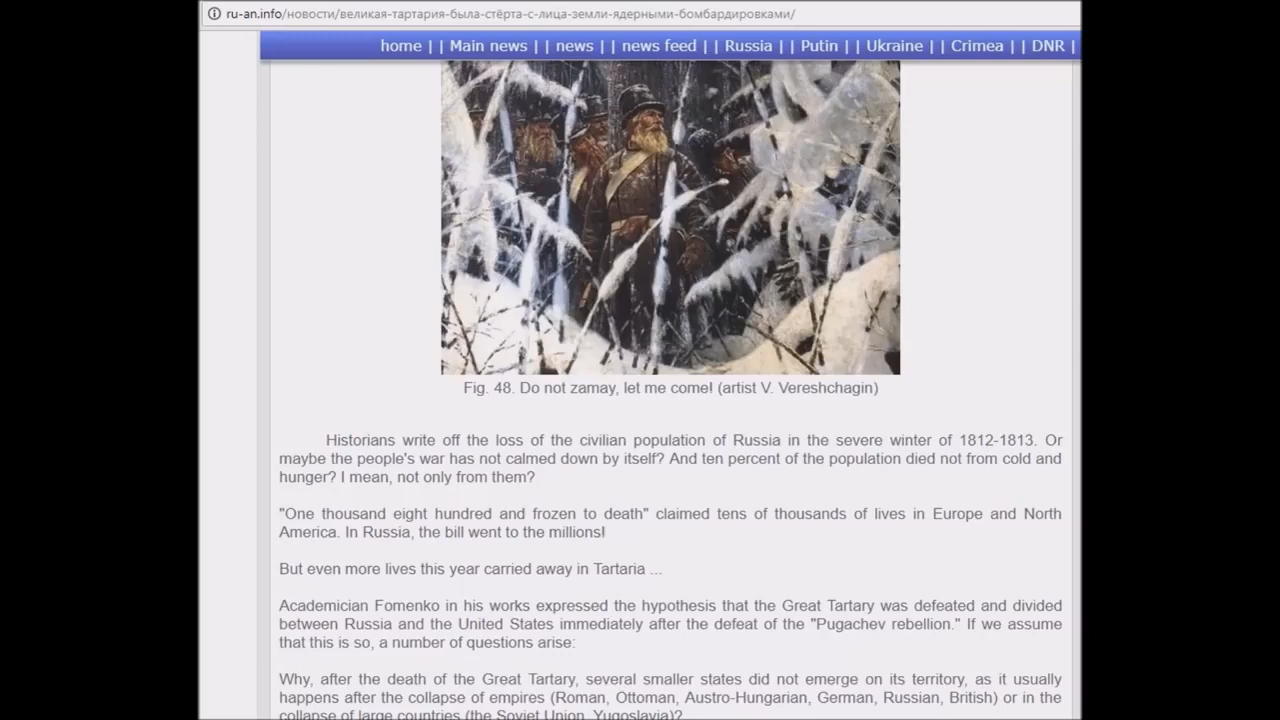 ru-an.info/новости/великая-тартария-была-стёрта-с-лица-земли-ядерными-бомбардировками/
home | | Main news | | news | | news feed | | Russia | | Putin | | Ukraine | | Crimea | | DNR |
Fig. 48. Do not zamay, let me come! (artist V. Vereshchagin)
Historians write off the loss of the civilian population of Russia in the severe winter of 1812-1813. Or
maybe the people's war has not calmed down by itself? And ten percent of the population died not from cold and
hunger? I mean, not only from them?
"One thousand eight hundred and frozen to death" claimed tens of thousands of lives in Europe and North
America. In Russia, the bill went to the millions!
But even more lives this year carried away in Tartaria ...
Academician Fomenko in his works expressed the hypothesis that the Great Tartary was defeated and divided
between Russia and the United States immediately after the defeat of the "Pugachev rebellion." If we assume
that this is so, a number of questions arise:
Why, after the death of the Great Tartary, several smaller states did not emerge on its territory, as it usually
happens after the collapse of empires (Roman, Ottoman, Austro-Hungarian, German, Russian, British) or in the
collapse of large countries (the Soviet Union, Yugoslavia)?